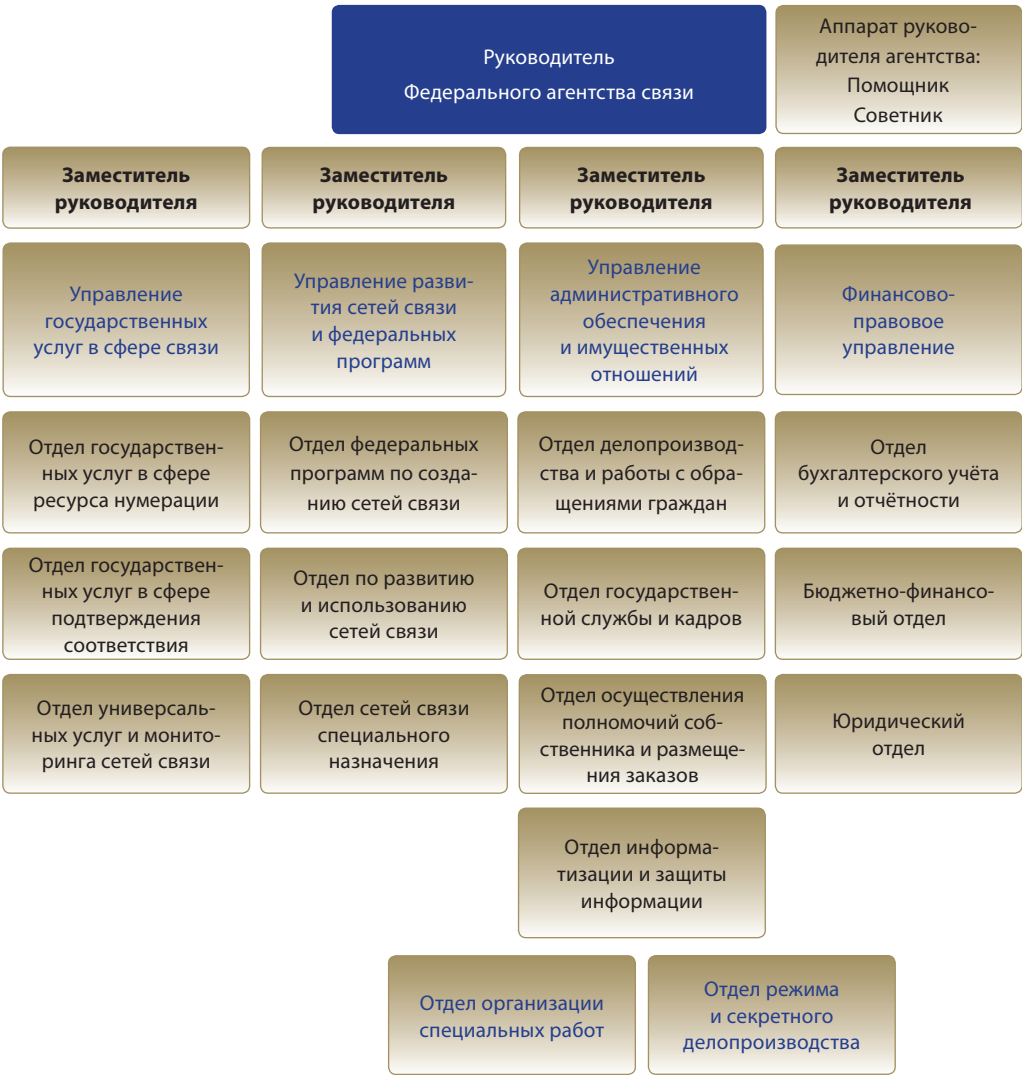 Руководитель
Федерального агентства связи
Аппарат руково-
дителя агентства:
Помощник
Советник
Заместитель
руководителя
Заместитель
руководителя
Заместитель
руководителя
Заместитель
руководителя
Управление
государственных
услуг в сфере связи
Управление разви-
тия сетей связи
и федеральных
программ
Управление
административного
обеспечения
и имущественных
отношений
Финансово-
правовое
управление
Отдел государствен-
ных услуг в сфере
ресурса нумерации
Отдел федеральных
программ по созда-
нию сетей связи
Отдел делопроизвод-
ства и работы с обра-
щениями граждан
Отдел
бухгалтерского учёта
и отчётности
Отдел государствен-
ных услуг в сфере
подтверждения
соответствия
Отдел по развитию
и использованию
сетей связи
Отдел государствен-
ной службы и кадров
Бюджетно-финансо-
вый отдел
Отдел универсаль-
ных услуг и монито-
ринга сетей связи
Отдел сетей связи
специального
назначения
Отдел осуществления
полномочий соб-
ственника и размеще-
ния заказов
Юридический
отдел
Отдел информа-
тизации и защиты
информации
Отдел организации
специальных работ
Отдел режима
и секретного
делопроизводства